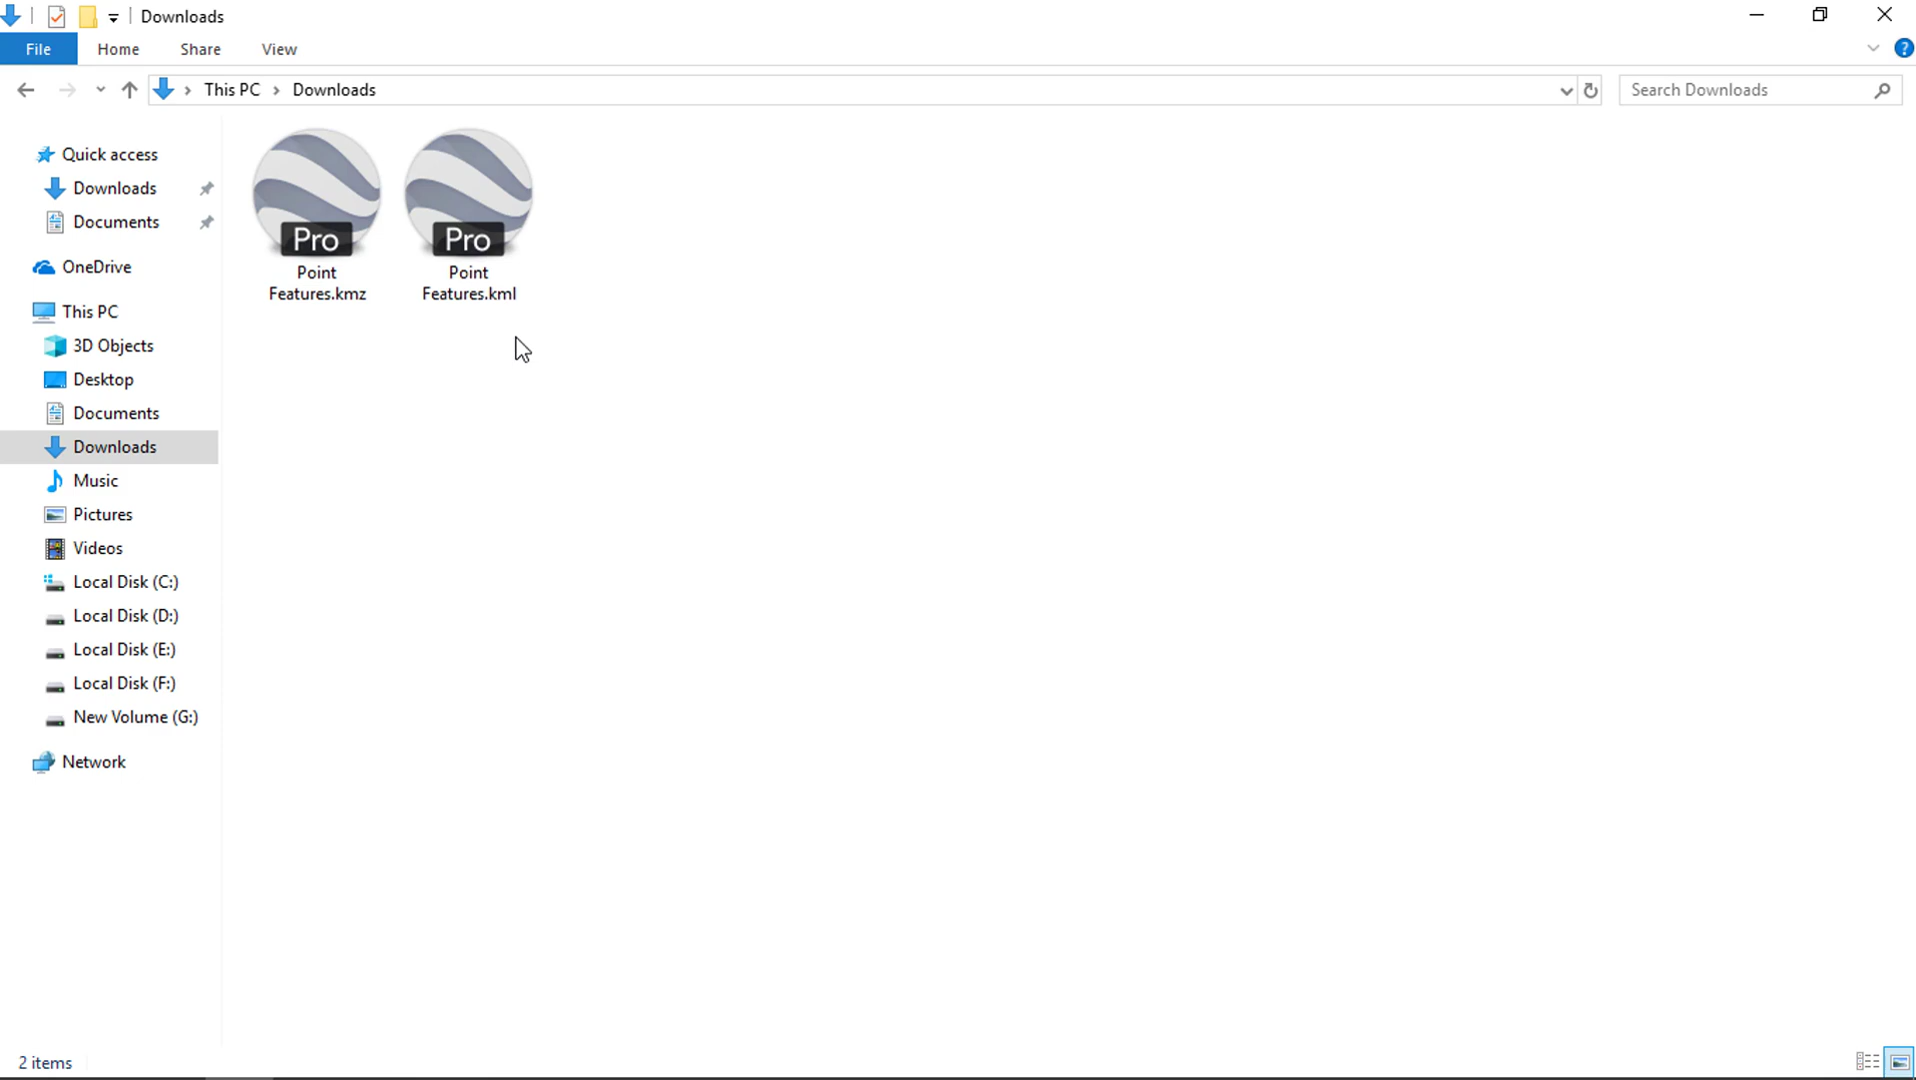 Downloads
File Home Share View
This PC Downloads
Search Downloads
Quick access
Downloads
Documents
OneDrive
This PC
3D Objects
Desktop
Documents
Downloads
Music
Pictures
Videos
Local Disk (C:)
Local Disk (D:)
Local Disk (E:)
Local Disk (F:)
New Volume (G:)
Network
Pro
Point
Features.kmz
Pro
Point
Features.kml
2 items